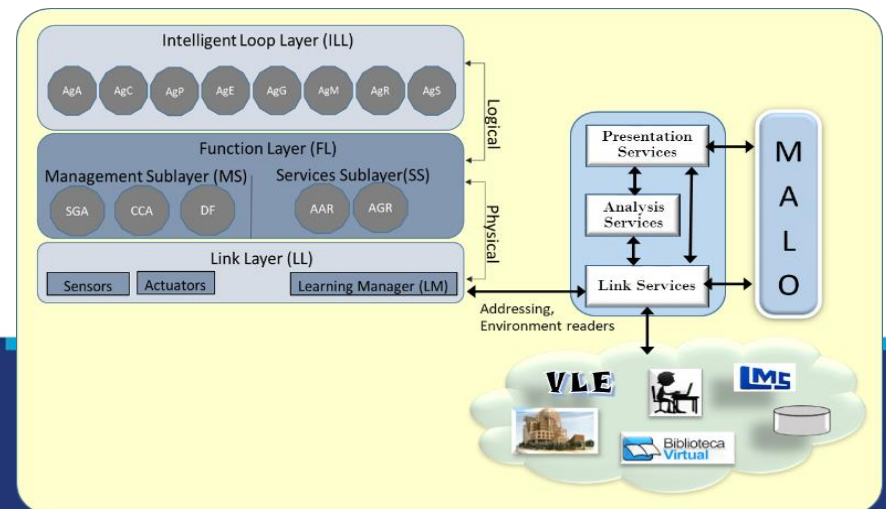 Intelligent Loop Layer (ILL)
AgA
AgC
AgP
AgE
AgG
AgM
AgR
AgS
Logical
Function Layer (FL)
Management Sublayer (MS)
Services Sublayer(SS)
SGA
CCA
DF
AAR
AGR
Physical
Link Layer (LL)
Sensors
Actuators
Learning Manager (LM)
Addressing,
Environment readers
Presentation
Services
Analysis
Services
Link Services
M
A
L
O
VLE
LMS
Biblioteca
Virtual